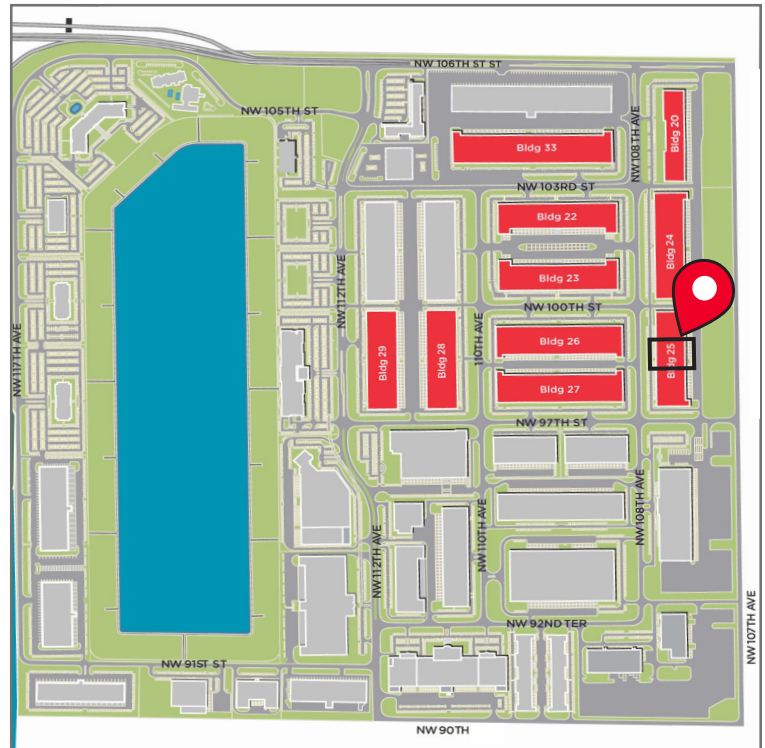 NW 106TH ST ST
NW 105TH ST
NW 108TH AVE
Bldg 20
Bldg 33
NW 103RD ST
Bldg 22
Bldg 24
Bldg 23
NW 112TH AVE
NW 100TH ST
NW 117TH AVE
110TH AVE
Bldg 29
Bldg 28
Bldg 26
Bldg 25
Bldg 27
NW 97TH ST
NW 108TH AVE
NW 112TH AVE
NW 110TH AVE
NW 92ND TER
NW 107TH AVE
NW 91ST ST
NW 90TH